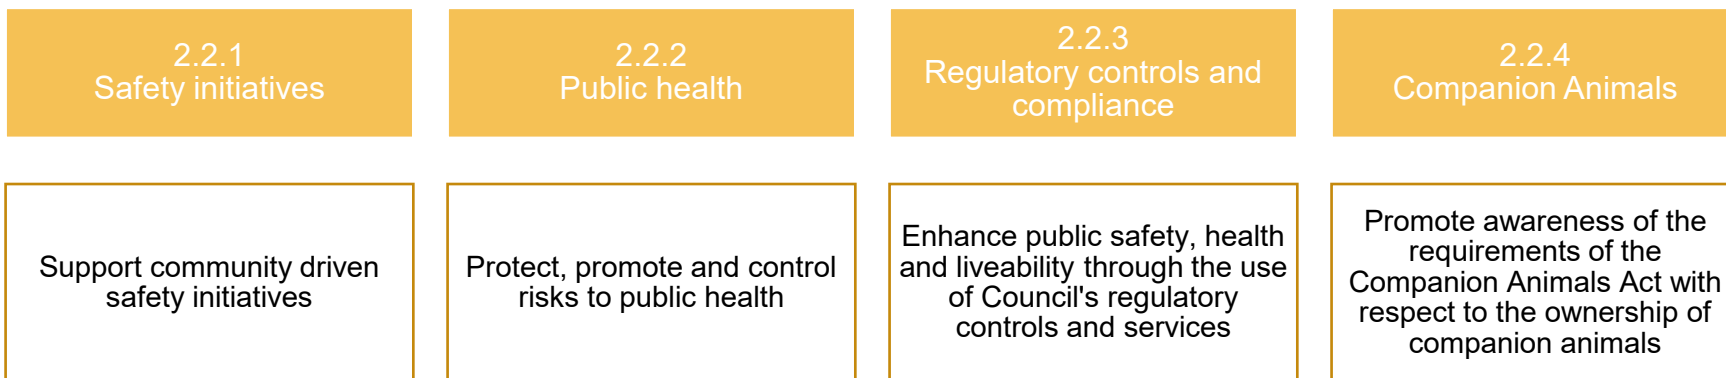 2.2.1
Safety initiatives
2.2.2
Public health
2.2.3
Regulatory controls and
compliance
2.2.4
Companion Animals
Support community driven
safety initiatives
Protect, promote and control
risks to public health
Enhance public safety, health
and liveability through the use
of Council's regulatory
controls and services
Promote awareness of the
requirements of the
Companion Animals Act with
respect to the ownership of
companion animals